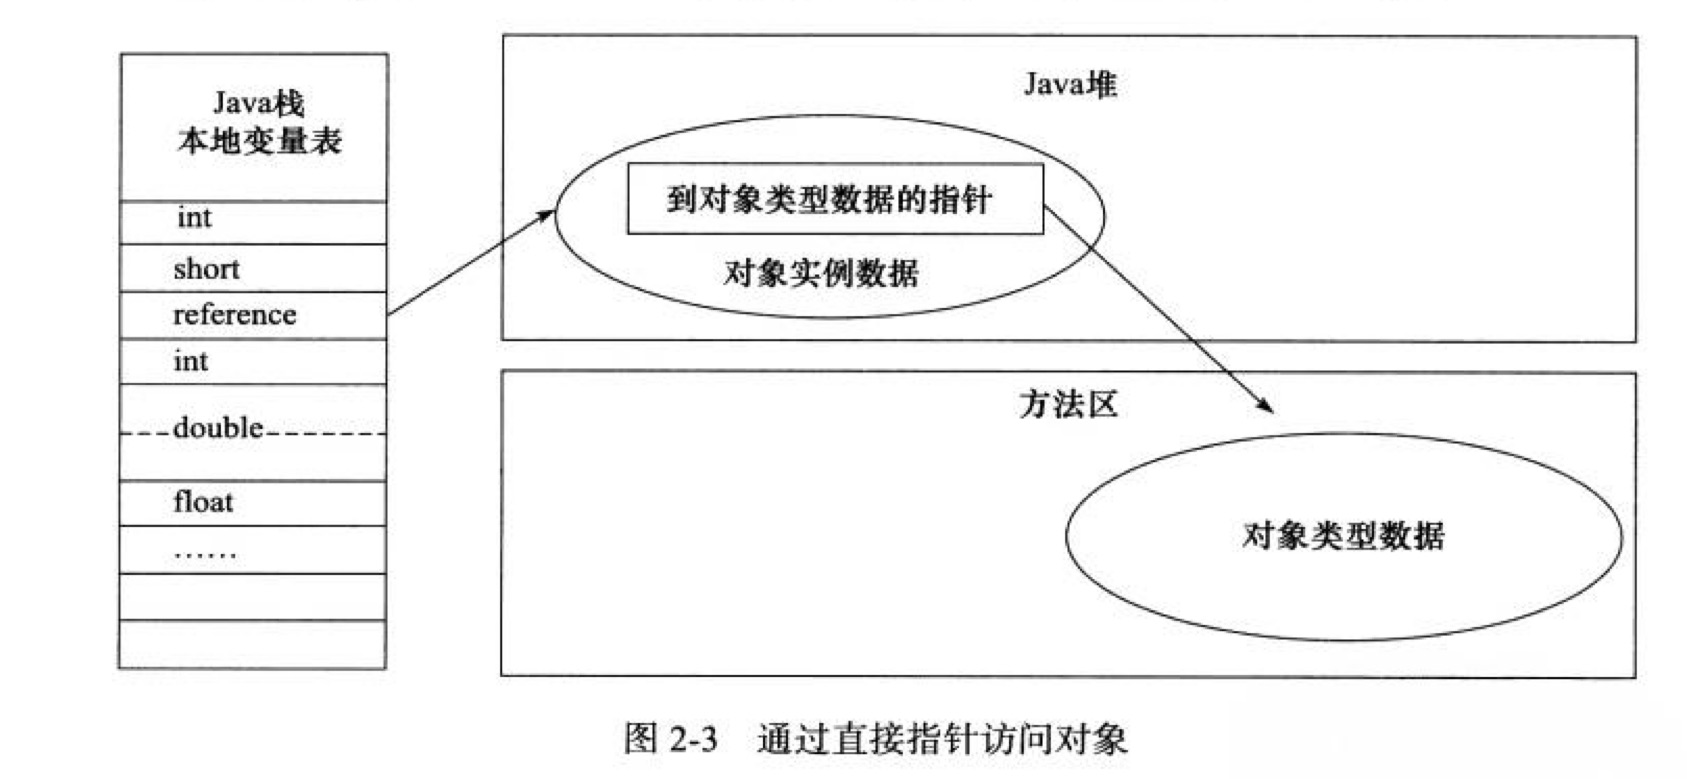 Java栈
本地变量表
int
short
reference
int
double
float
……
Java堆
到对象类型数据的指针
对象实例数据
方法区
对象类型数据
图 2-3 通过直接指针访问对象